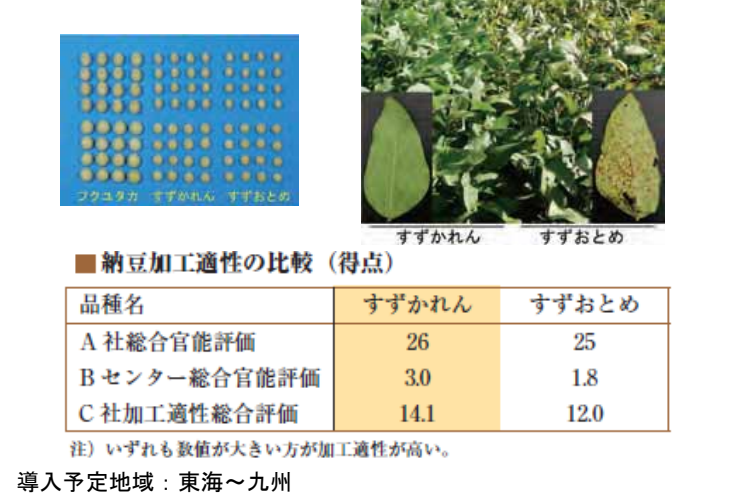 フクユタカ すずかれん すずおとめ
すずかれん すずおとめ
■納豆加工適性の比較（得点）
品種名 すずかれん すずおとめ
A 社総合官能評価 26 25
B センター総合官能評価 3.0 1.8
C 社加工適性総合評価 14.1 12.0
注）いずれも数値が大きい方が加工適性が高い。
導入予定地域：東海～九州